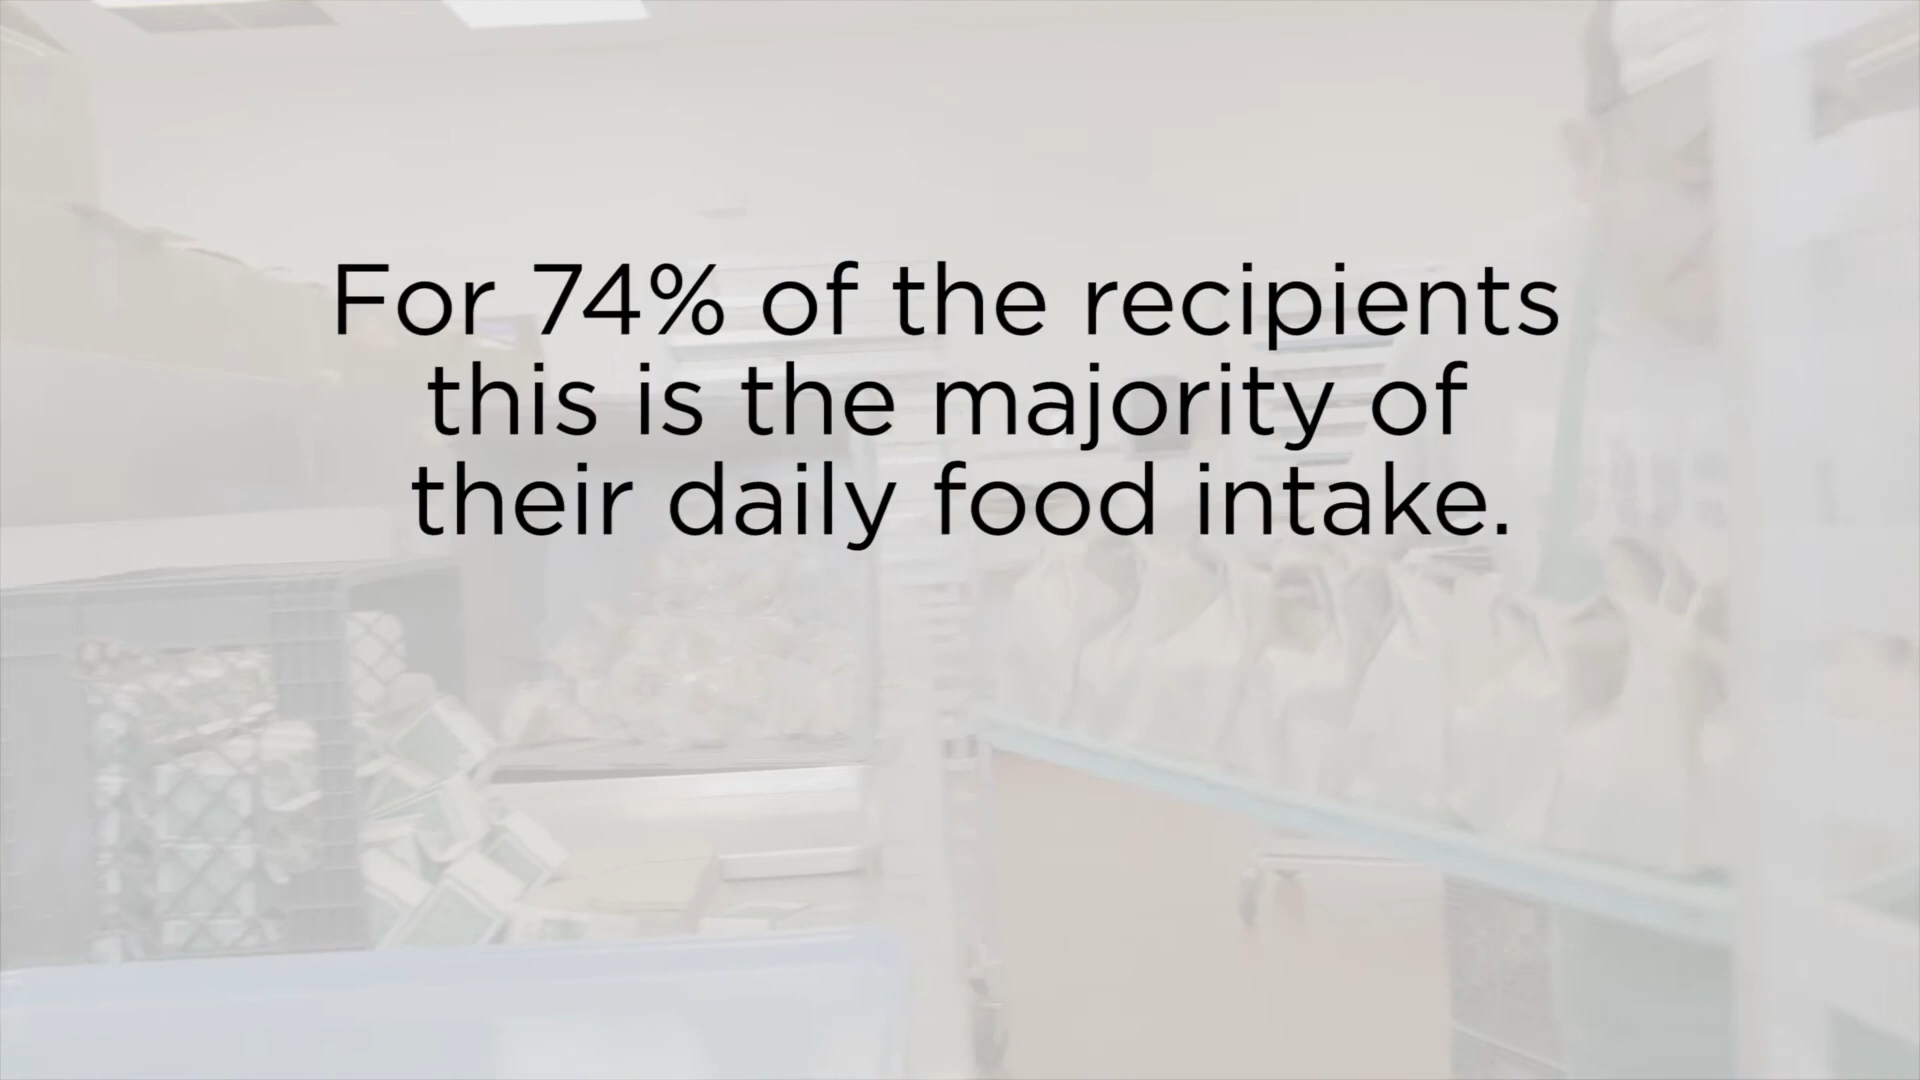 For 74% of the recipients
this is the majority of
their daily food intake.